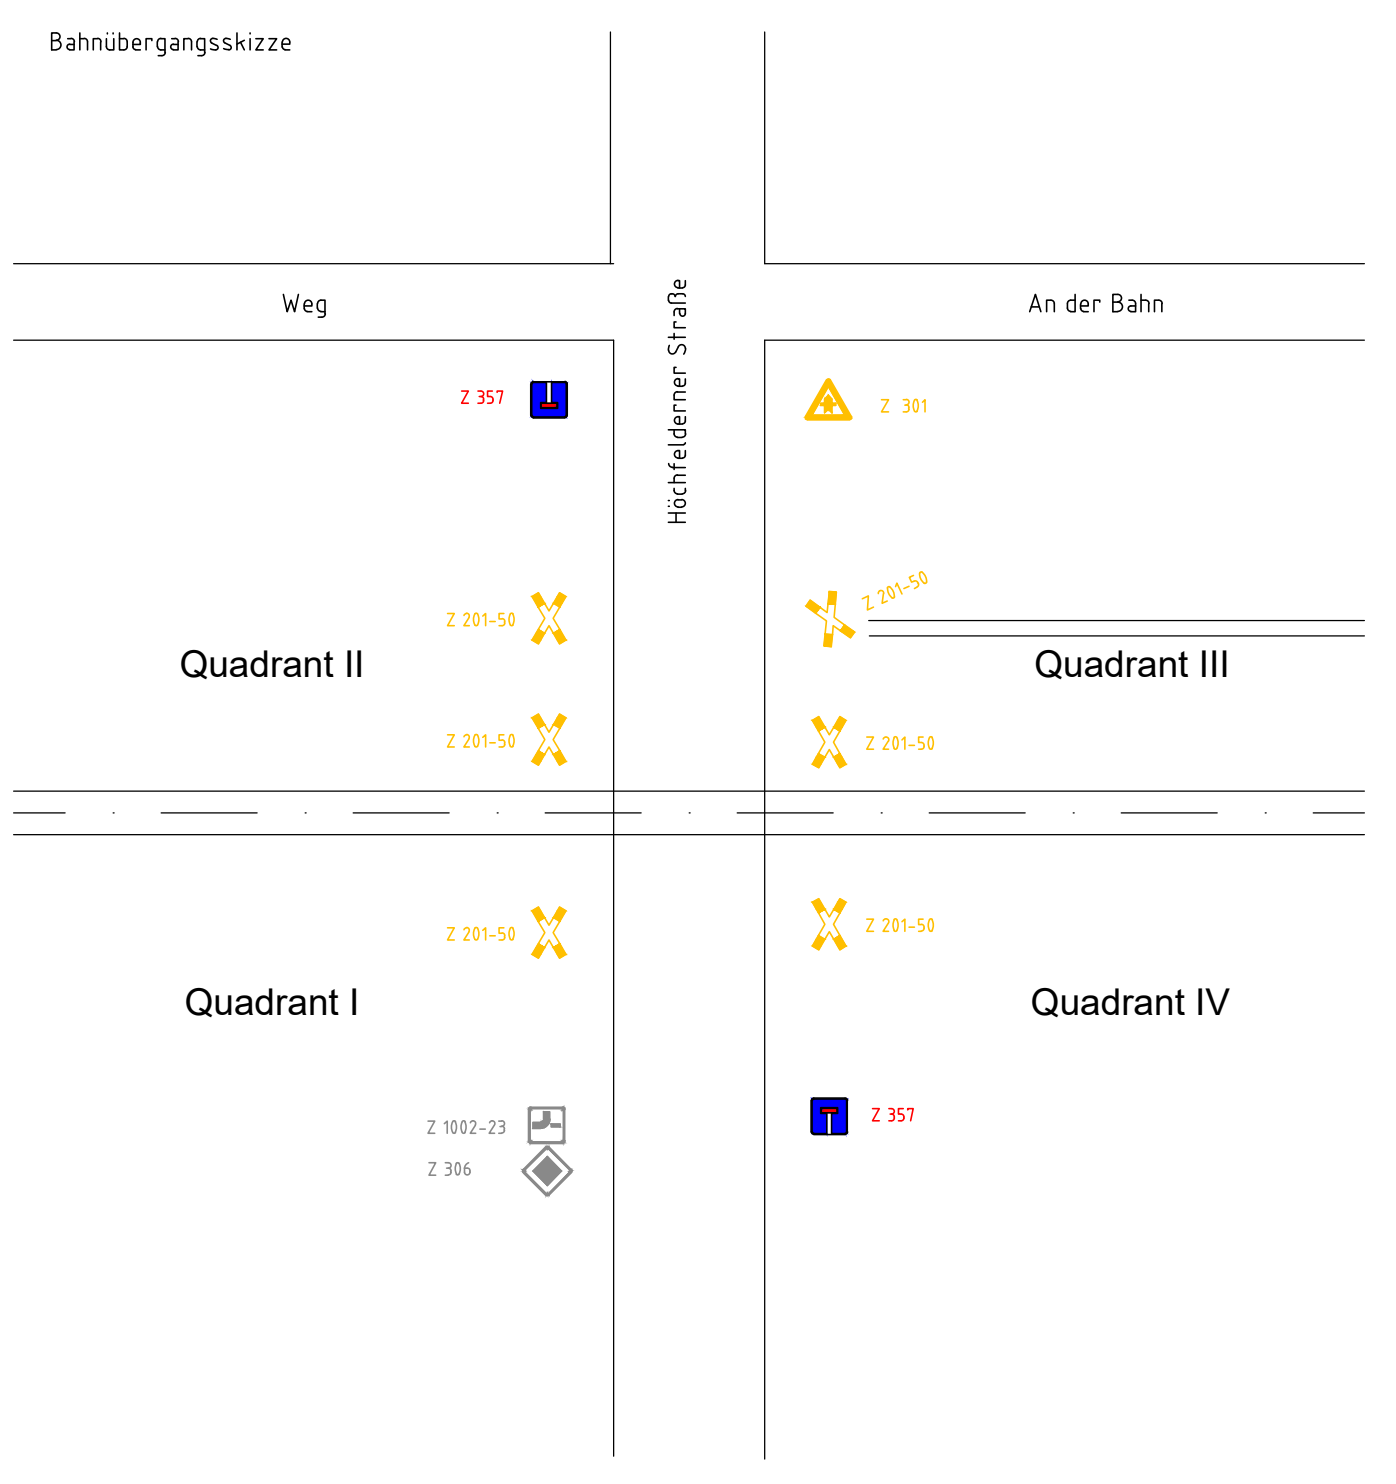 Bahnübergangsskizze
Weg
An der Bahn
Höchfelderner Straße
Z 357
Z 301
Z 201-50
Z 201-50
Quadrant II
Quadrant III
Z 201-50
Z 201-50
Z 201-50
Z 201-50
Quadrant I
Quadrant IV
Z 1002-23
Z 357
Z 306